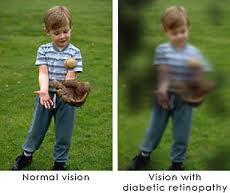 Normal vision
Vision with
diabetic retinopathy